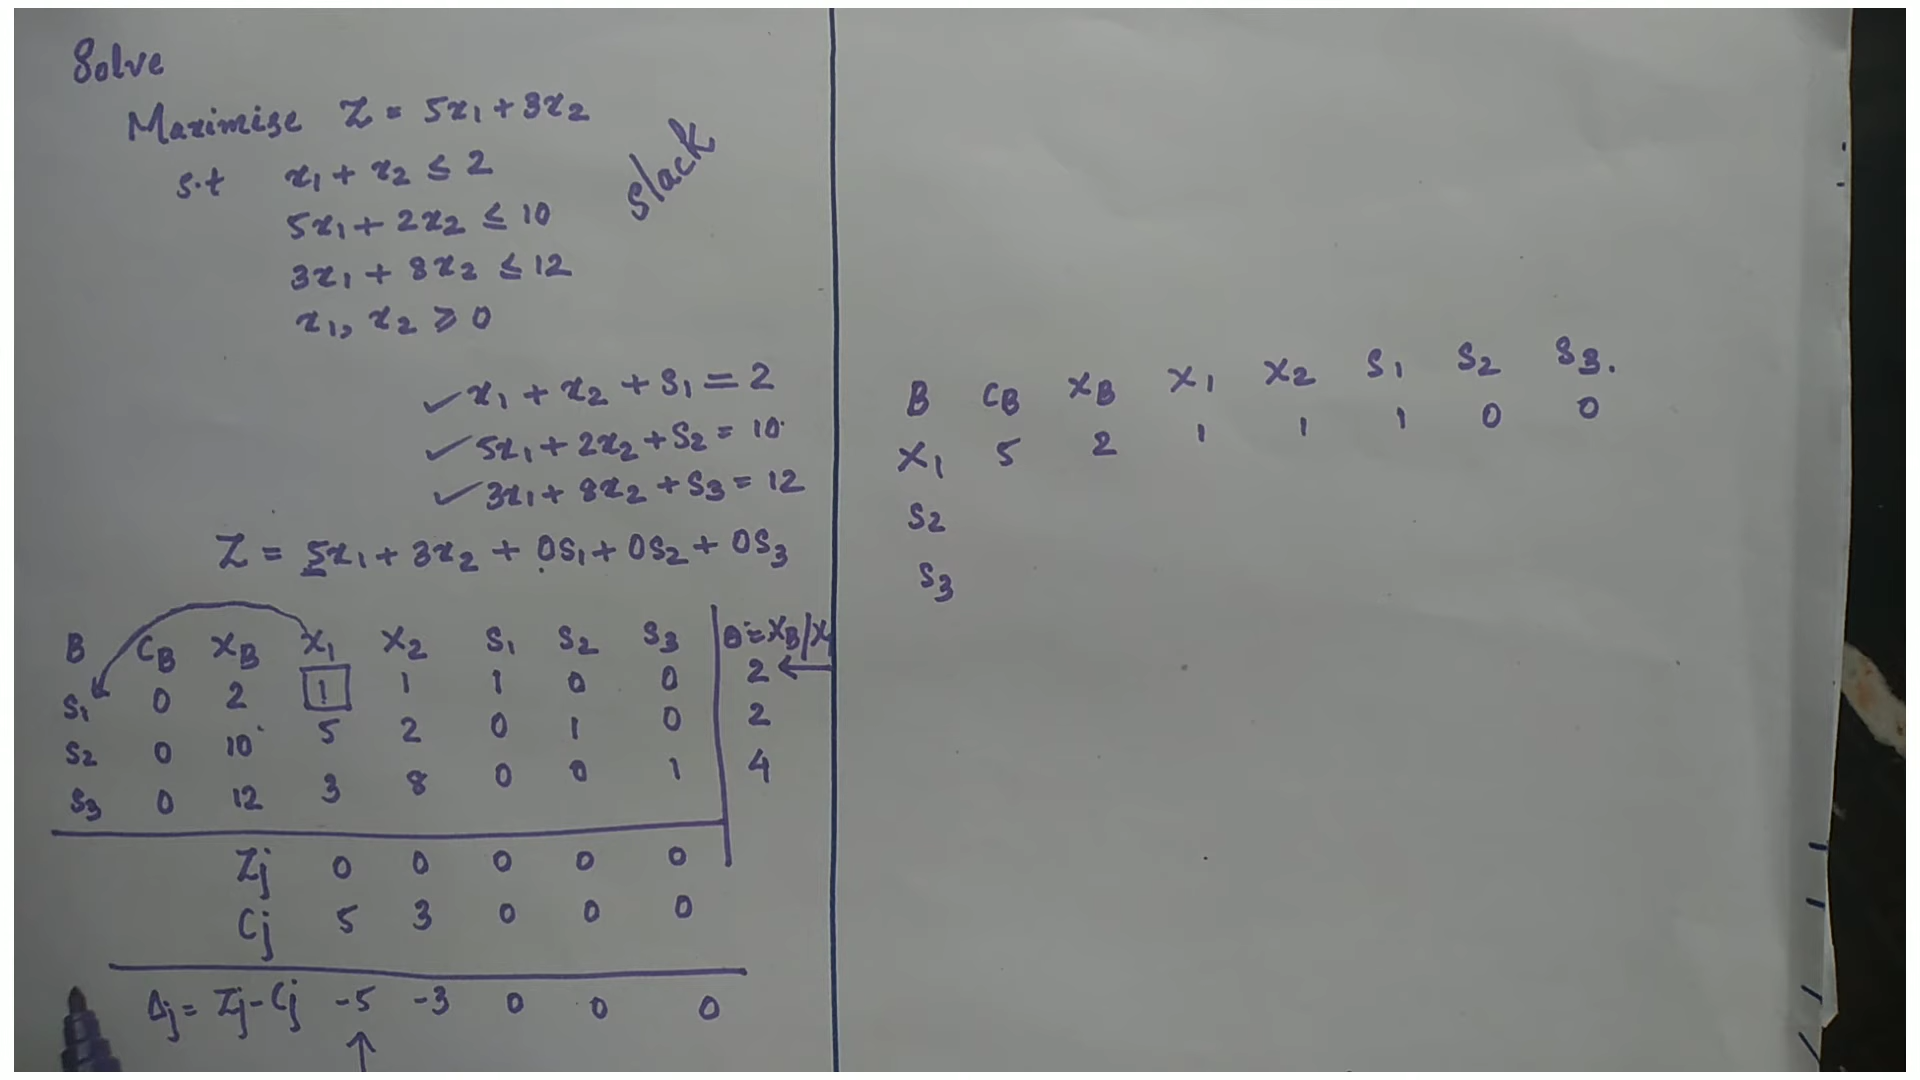 Solve
Maximise Z = 5x₁ + 3x₂
s.t x₁ + x₂ ≤ 2
5x₁ + 2x₂ ≤ 10
3x₁ + 8x₂ ≤ 12
x₁, x₂ ≥ 0
slack
✓ x₁ + x₂ + S₁ = 2
✓ 5x₁ + 2x₂ + S₂ = 10
✓ 3x₁ + 8x₂ + S₃ = 12
Z = 5x₁ + 3x₂ + 0S₁ + 0S₂ + 0S₃
B C_B X_B X₁ X₂ S₁ S₂ S₃ θ = X_B/X₁
S₁ 0 2 1 1 1 0 0 2 ←
S₂ 0 10 5 2 0 1 0 2
S₃ 0 12 3 8 0 0 1 4
Zj 0 0 0 0 0
Cj 5 3 0 0 0
Δj = Zj - Cj -5 -3 0 0 0
↑
B C_B X_B X₁ X₂ S₁ S₂ S₃.
X₁ 5 2 1 1 1 0 0
S₂
S₃